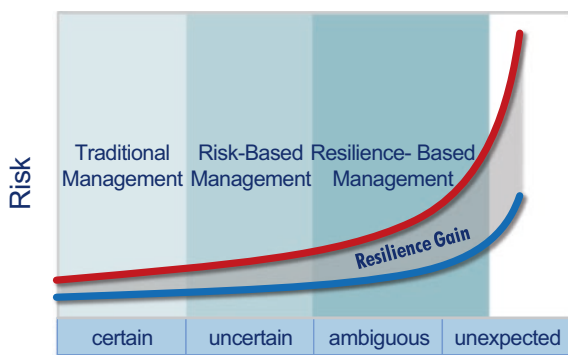 Risk
Traditional
Management
Risk-Based
Management
Resilience- Based
Management
Resilience Gain
certain
uncertain
ambiguous
unexpected